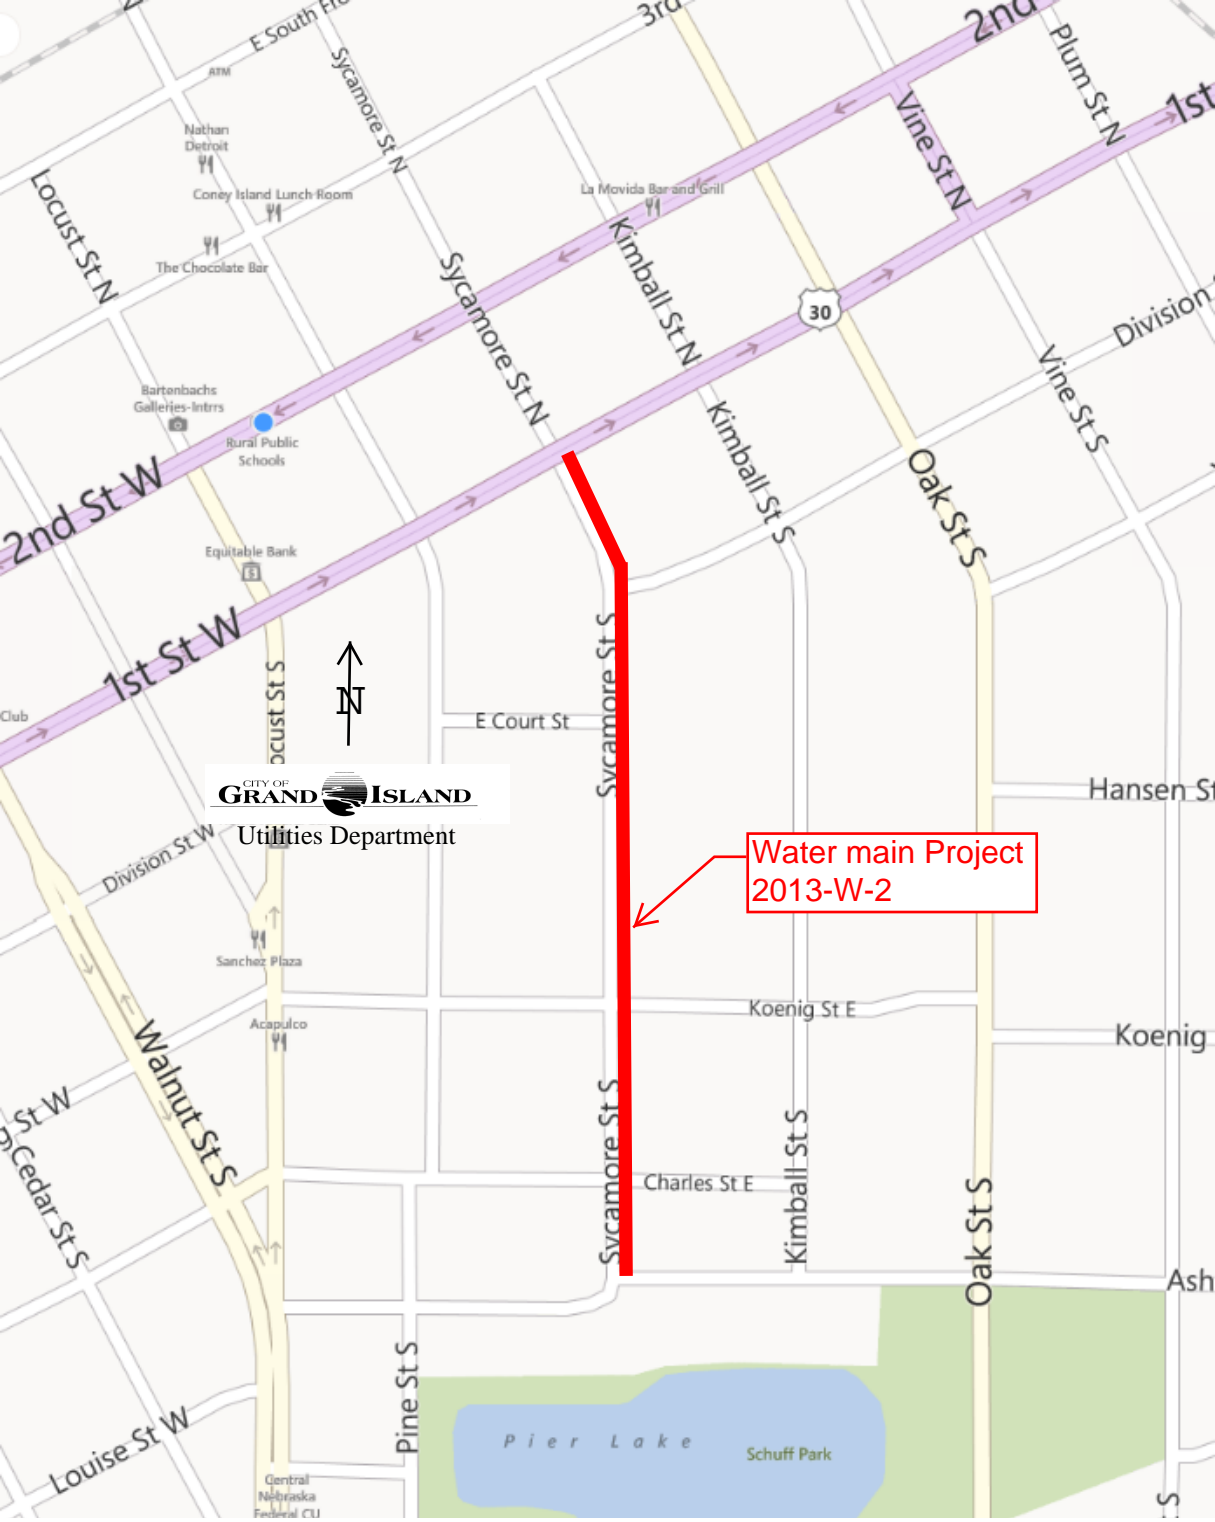 E South Fro
3rd
2nd
Plum St N
1st
ATM
Sycamore St N
Nathan
Detroit
Vine St N
Locust St N
Coney Island Lunch Room
La Movida Bar and Grill
The Chocolate Bar
Kimball St N
Sycamore St N
30
Division
Vine St S
Bartenbachs
Galleries-Intrrs
Rural Public
Schools
Kimball St S
Oak St S
2nd St W
Equitable Bank
1st St W
ocust St S
Sycamore St S
Club
N
E Court St
CITY OF
GRAND ISLAND
Utilities Department
Hansen St
Division St W
Water main Project
2013-W-2
Sanchez Plaza
Acapulco
Koenig St E
Koenig
Walnut St S
St W
Cedar St S
Sycamore St S
Charles St E
Kimball St S
Oak St S
Ash
Pine St S
Louise St W
Pier Lake
Schuff Park
Central
Nebraska
Federal CU
S